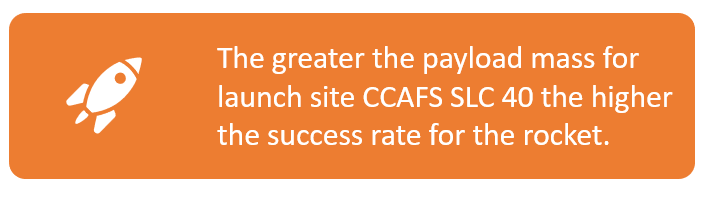 The greater the payload mass for
launch site CCAFS SLC 40 the higher
the success rate for the rocket.